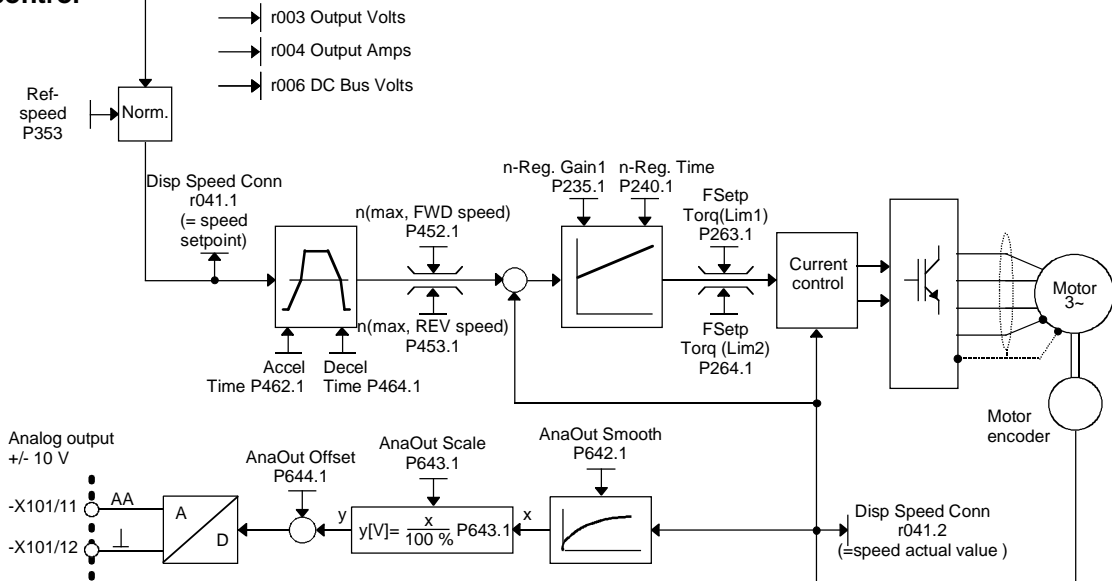 control
r003 Output Volts
r004 Output Amps
r006 DC Bus Volts
Ref-
speed
P353
Norm.
Disp Speed Conn
r041.1
(= speed
setpoint)
n(max, FWD speed)
P452.1
n(max, REV speed)
P453.1
Accel
Time P462.1
Decel
Time P464.1
n-Reg. Gain1
P235.1
n-Reg. Time
P240.1
FSetp
Torq(Lim1)
P263.1
FSetp
Torq (Lim2)
P264.1
Current
control
Motor
3~
Motor
encoder
Analog output
+/- 10 V
-X101/11
AA
-X101/12
A
D
AnaOut Offset
P644.1
y
AnaOut Scale
P643.1
y[V]= x/100 % P643.1
x
AnaOut Smooth
P642.1
Disp Speed Conn
r041.2
(=speed actual value )